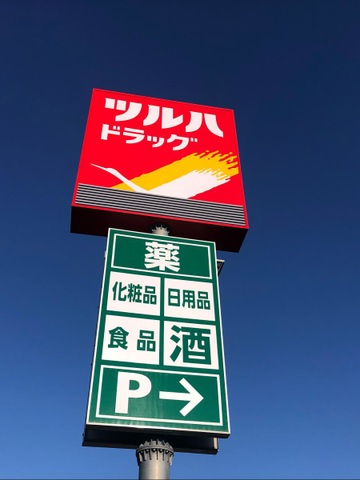 ツルハ
ドラッグ
薬
化粧品 日用品
食品 酒
P→